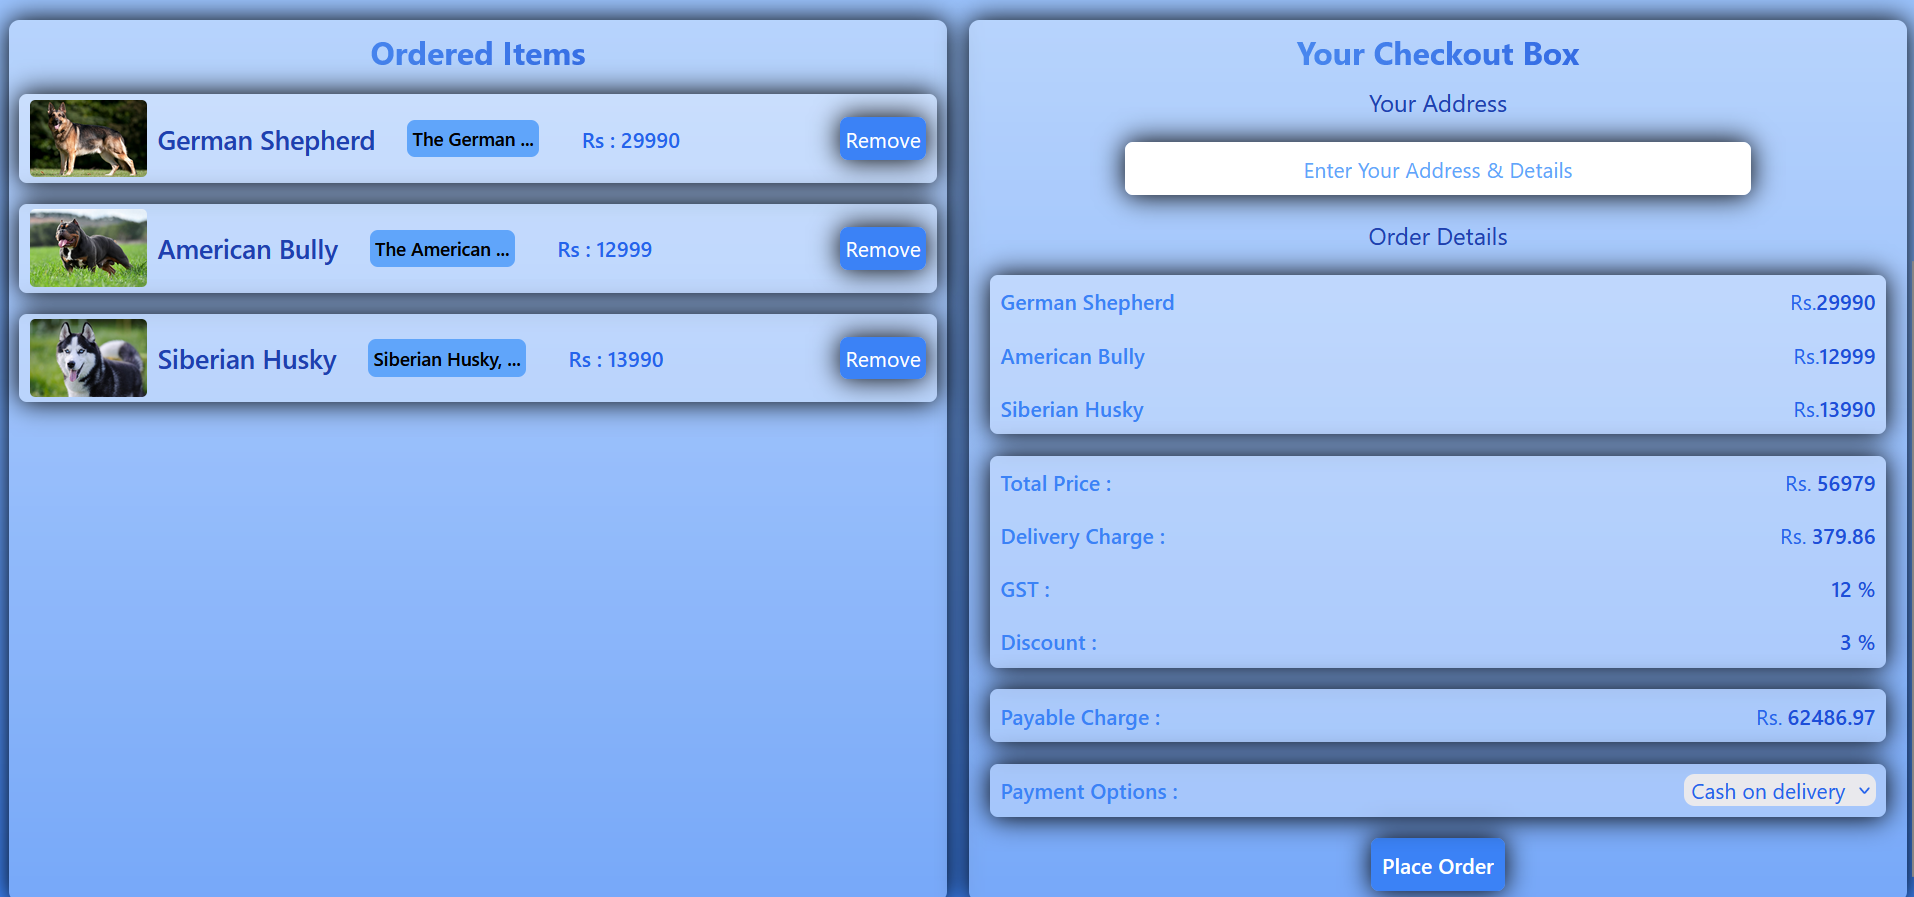 Ordered Items
German Shepherd The German ... Rs : 29990 Remove
American Bully The American ... Rs : 12999 Remove
Siberian Husky Siberian Husky, ... Rs : 13990 Remove
Your Checkout Box
Your Address
Enter Your Address & Details
Order Details
German Shepherd Rs.29990
American Bully Rs.12999
Siberian Husky Rs.13990
Total Price : Rs. 56979
Delivery Charge : Rs. 379.86
GST : 12 %
Discount : 3 %
Payable Charge : Rs. 62486.97
Payment Options : Cash on delivery
Place Order